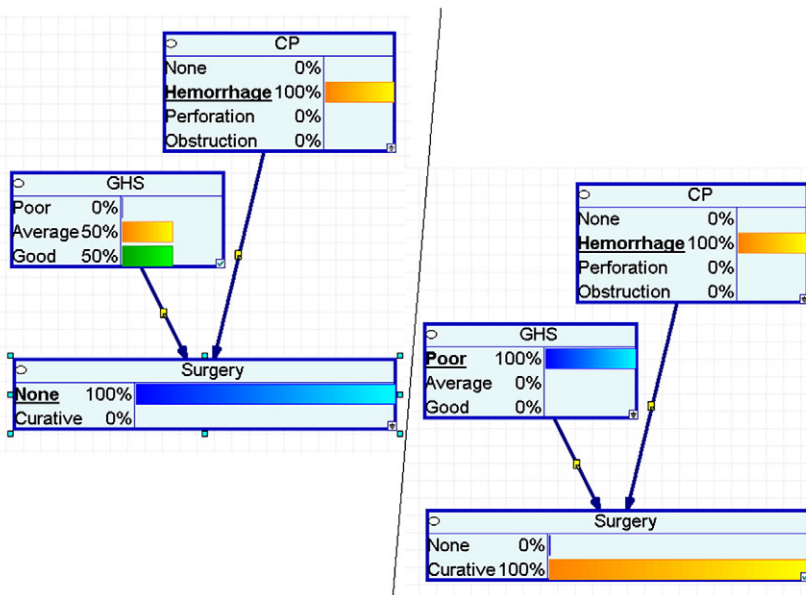 CP
None 0%
Hemorrhage 100%
Perforation 0%
Obstruction 0%
GHS
Poor 0%
Average 50%
Good 50%
Surgery
None 100%
Curative 0%
CP
None 0%
Hemorrhage 100%
Perforation 0%
Obstruction 0%
GHS
Poor 100%
Average 0%
Good 0%
Surgery
None 0%
Curative 100%